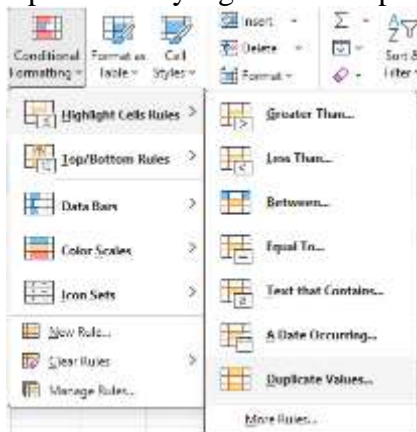 Conditional Formatting
Format as Table
Cell Styles
Insert
Delete
Format
Sort & Filter
Highlight Cells Rules
Top/Bottom Rules
Data Bars
Color Scales
Icon Sets
New Rule...
Clear Rules
Manage Rules...
Greater Than...
Less Than...
Between...
Equal To...
Text that Contains...
A Date Occurring...
Duplicate Values...
More Rules...